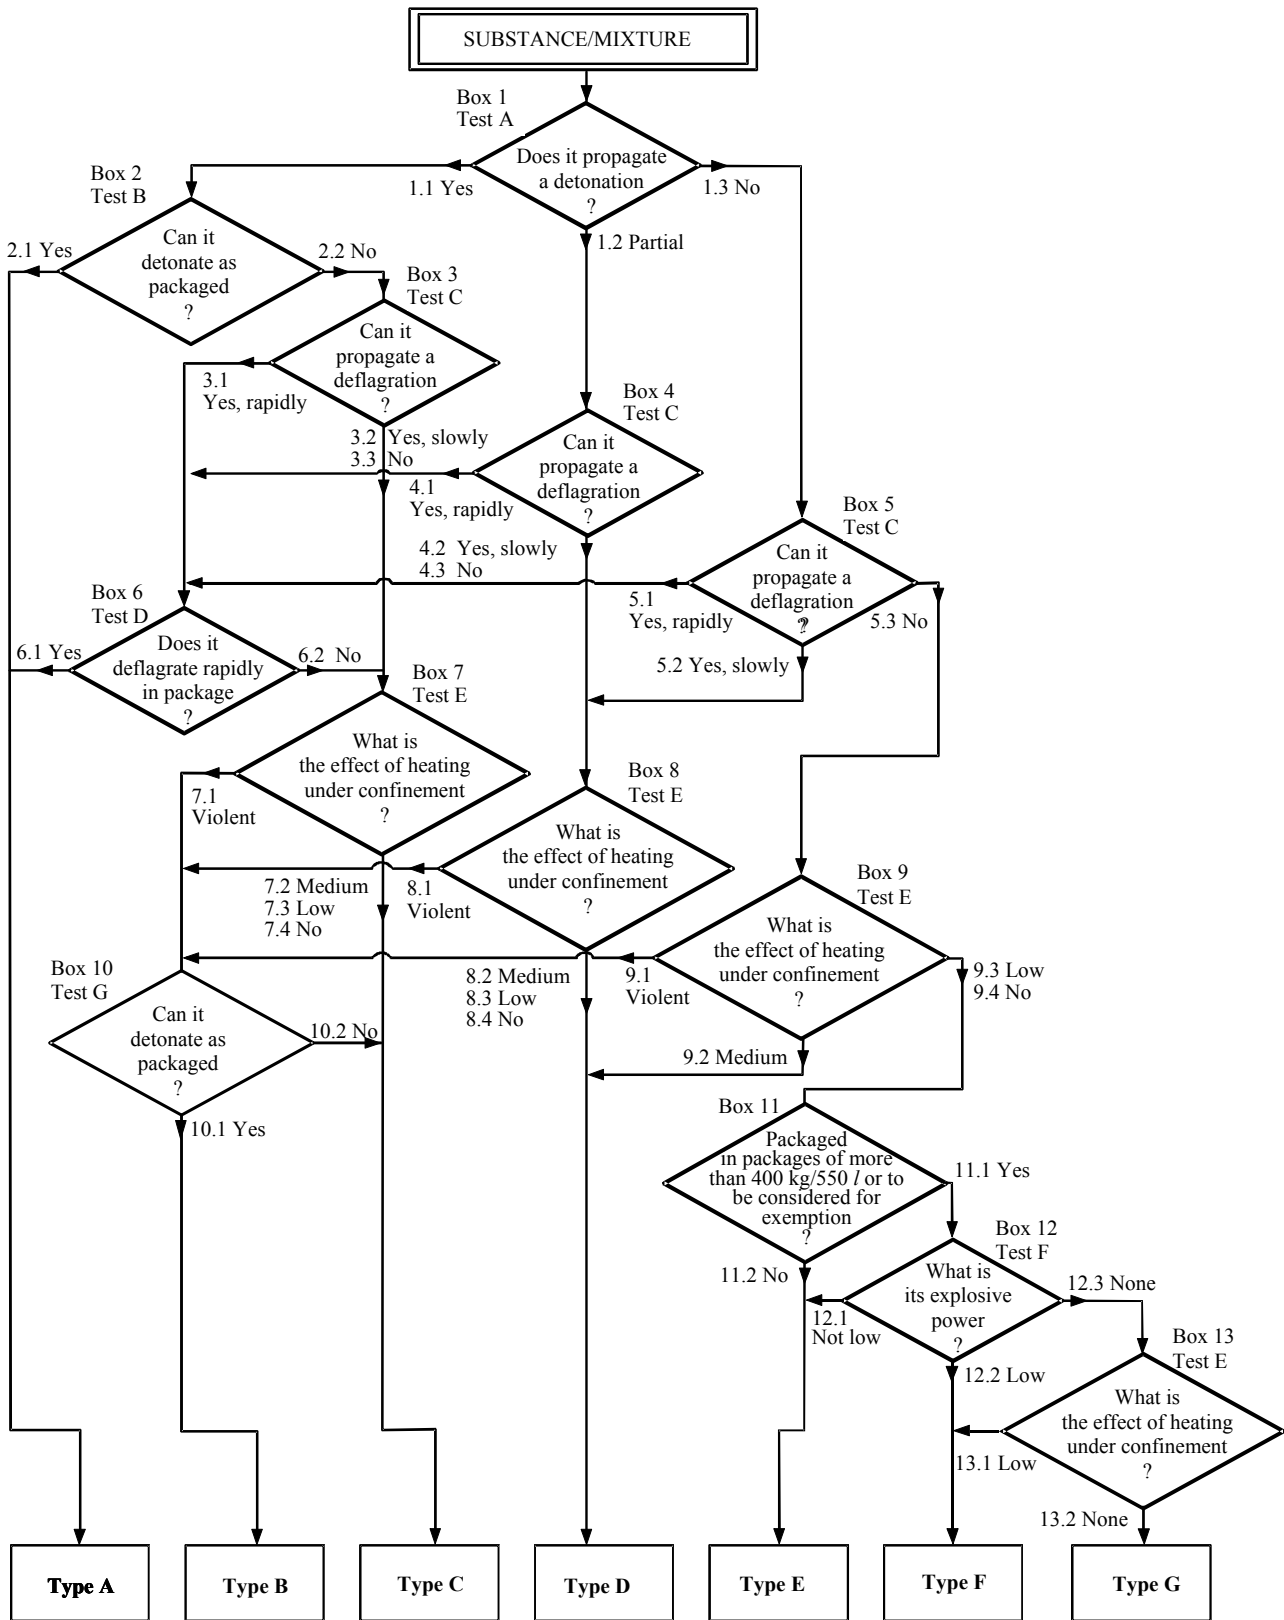 SUBSTANCE/MIXTURE
Box 1
Test A
Does it propagate
a detonation
?
1.1 Yes
1.3 No
1.2 Partial
Box 2
Test B
Can it
detonate as
packaged
?
2.1 Yes
2.2 No
Box 3
Test C
Can it
propagate a
deflagration
?
3.1
Yes, rapidly
3.2 Yes, slowly
3.3 No
Box 4
Test C
Can it
propagate a
deflagration
?
4.1
Yes, rapidly
4.2 Yes, slowly
4.3 No
Box 5
Test C
Can it
propagate a
deflagration
?
5.1
Yes, rapidly
5.3 No
5.2 Yes, slowly
Box 6
Test D
Does it
deflagrate rapidly
in package
?
6.1 Yes
6.2 No
Box 7
Test E
What is
the effect of heating
under confinement
?
7.1
Violent
7.2 Medium
7.3 Low
7.4 No
Box 8
Test E
What is
the effect of heating
under confinement
?
8.1
Violent
8.2 Medium
8.3 Low
8.4 No
Box 9
Test E
What is
the effect of heating
under confinement
?
9.1
Violent
9.3 Low
9.4 No
9.2 Medium
Box 10
Test G
Can it
detonate as
packaged
?
10.2 No
10.1 Yes
Box 11
Packaged
in packages of more
than 400 kg/550 l or to
be considered for
exemption
?
11.1 Yes
11.2 No
Box 12
Test F
What is
its explosive
power
?
12.1
Not low
12.3 None
12.2 Low
Box 13
Test E
What is
the effect of heating
under confinement
?
13.1 Low
13.2 None
Type A
Type B
Type C
Type D
Type E
Type F
Type G